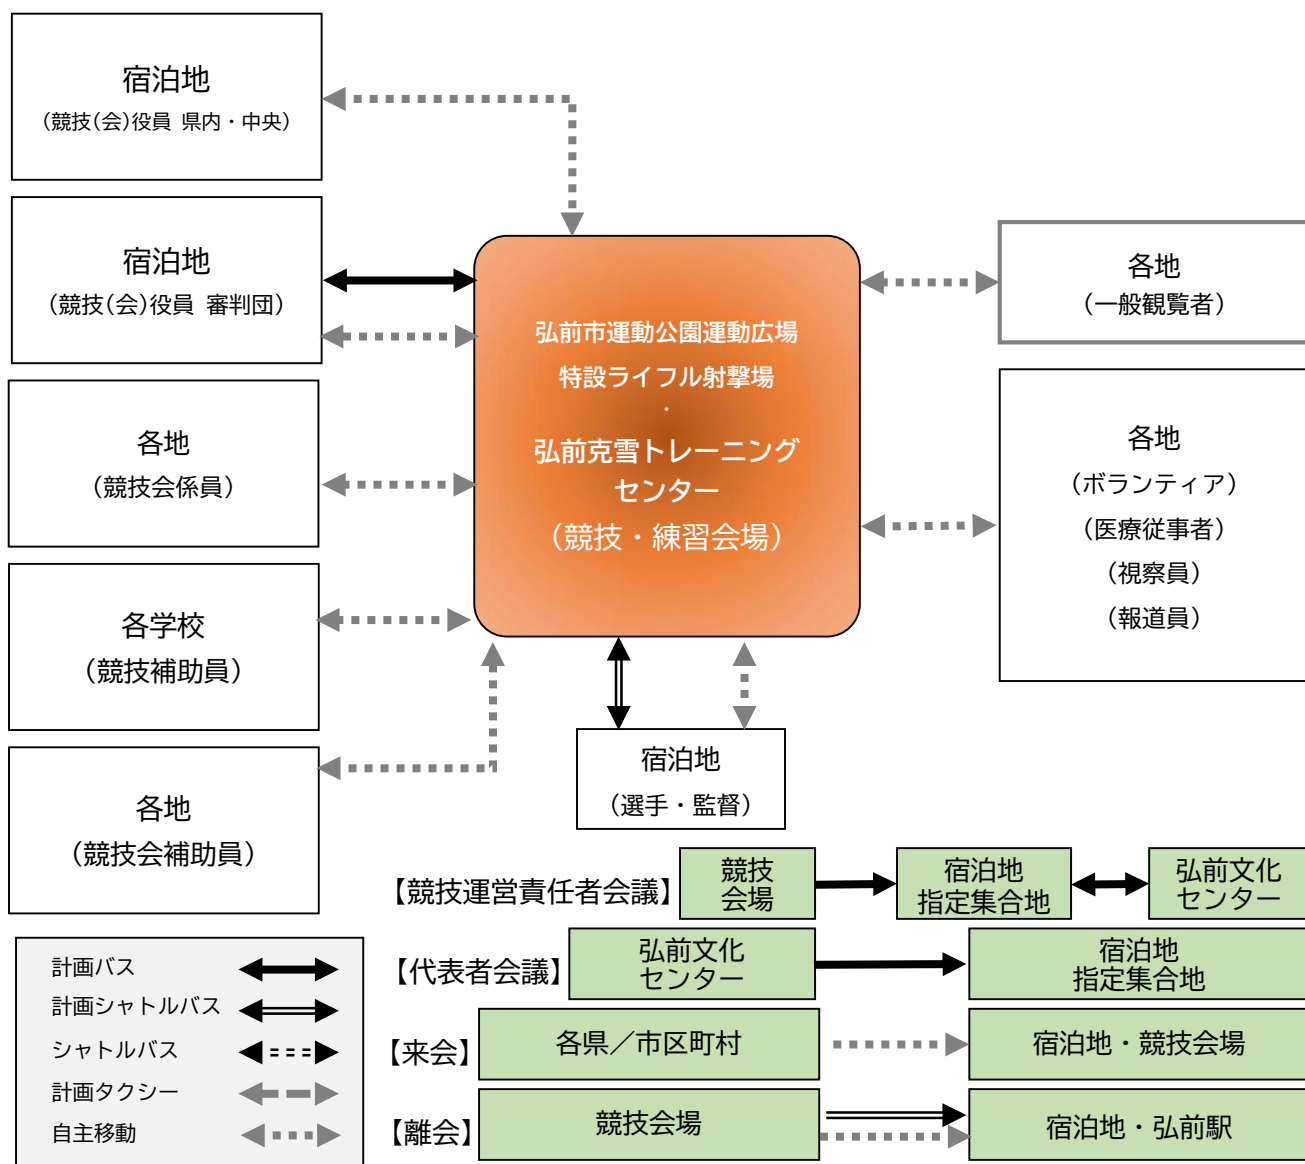 宿泊地
(競技(会)役員 県内・中央)
宿泊地
(競技(会)役員 審判団)
各地
(競技会係員)
各学校
(競技補助員)
各地
(競技会補助員)
弘前市運動公園運動広場
特設ライフル射撃場
・
弘前克雪トレーニング
センター
(競技・練習会場)
各地
(一般観覧者)
各地
(ボランティア)
(医療従事者)
(視察員)
(報道員)
宿泊地
(選手・監督)
【競技運営責任者会議】
競技
会場
宿泊地
指定集合地
弘前文化
センター
【代表者会議】
弘前文化
センター
宿泊地
指定集合地
【来会】
各県／市区町村
宿泊地・競技会場
【離会】
競技会場
宿泊地・弘前駅
計画バス
計画シャトルバス
シャトルバス
計画タクシー
自主移動